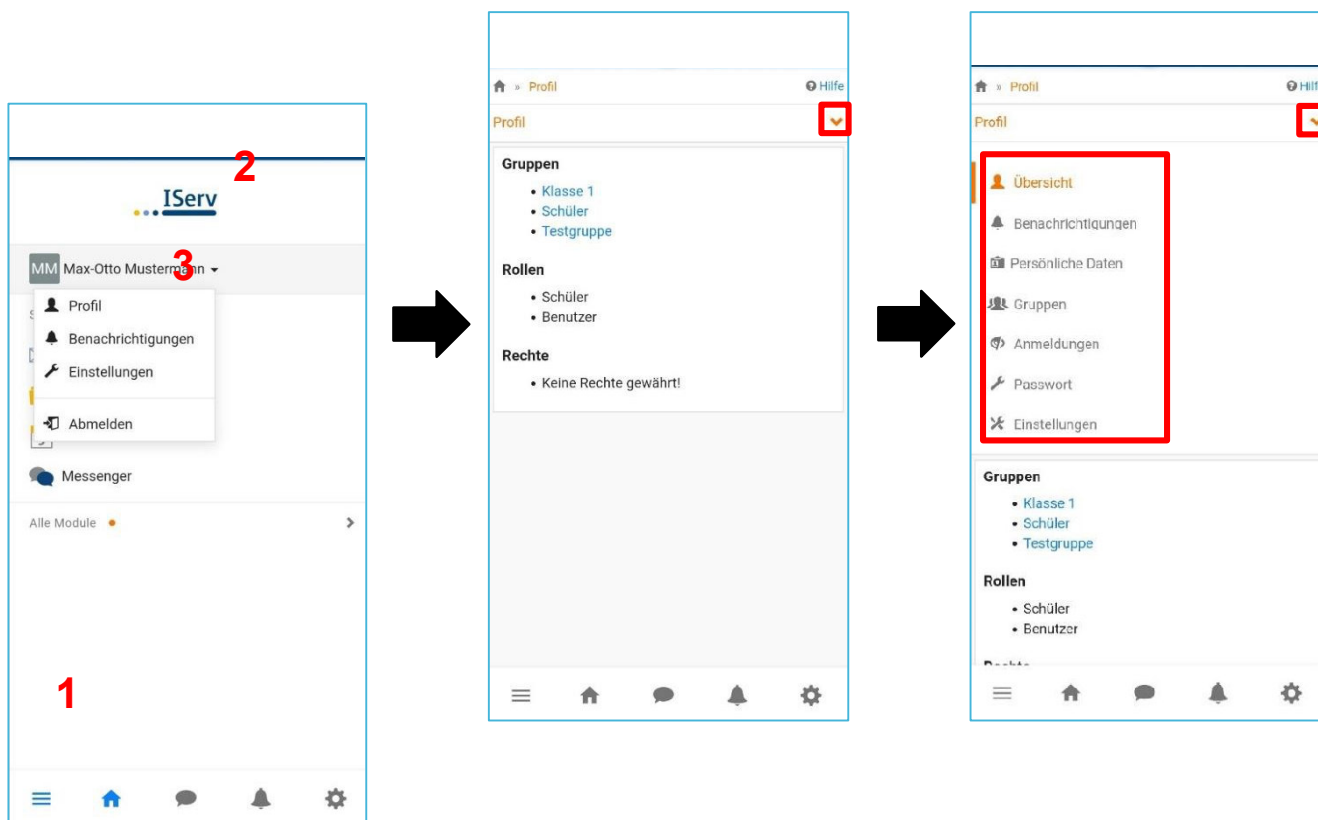 2
IServ
3
MM Max-Otto Mustermann
Profil
Benachrichtigungen
Einstellungen
Abmelden
Messenger
Alle Module
1
» Profil
Hilfe
Profil
Gruppen
• Klasse 1
• Schüler
• Testgruppe
Rollen
• Schüler
• Benutzer
Rechte
• Keine Rechte gewährt!
» Profil
Hilf
Profil
Übersicht
Benachrichtigungen
Persönliche Daten
Gruppen
Anmeldungen
Passwort
Einstellungen
Gruppen
• Klasse 1
• Schüler
• Testgruppe
Rollen
• Schüler
• Benutzer